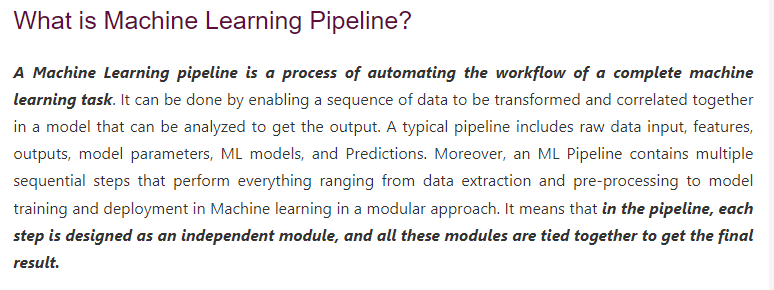 What is Machine Learning Pipeline?
A Machine Learning pipeline is a process of automating the workflow of a complete machine
learning task. It can be done by enabling a sequence of data to be transformed and correlated together
in a model that can be analyzed to get the output. A typical pipeline includes raw data input, features,
outputs, model parameters, ML models, and Predictions. Moreover, an ML Pipeline contains multiple
sequential steps that perform everything ranging from data extraction and pre-processing to model
training and deployment in Machine learning in a modular approach. It means that in the pipeline, each
step is designed as an independent module, and all these modules are tied together to get the final
result.